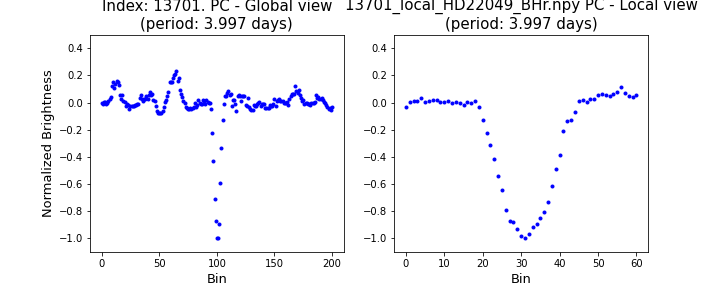 Index: 13701. PC - Global view
(period: 3.997 days)
13701_local_HD22049_BHr.npy PC - Local view
(period: 3.997 days)
Normalized Brightness
0.4
0.2
0.0
−0.2
−0.4
−0.6
−0.8
−1.0
0 50 100 150 200
Bin
0.4
0.2
0.0
−0.2
−0.4
−0.6
−0.8
−1.0
0 10 20 30 40 50 60
Bin